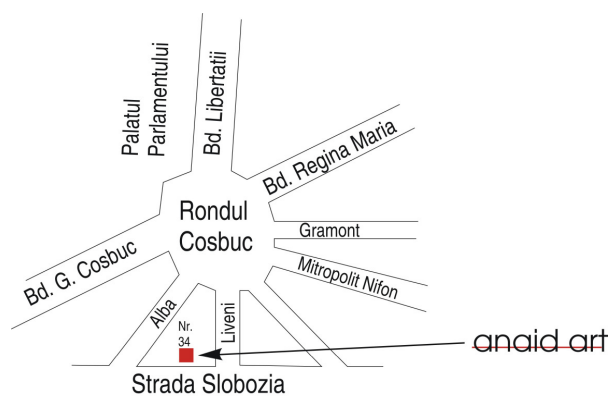 Palatul
Parlamentului
Bd. Libertatii
Bd. Regina Maria
Rondul
Cosbuc
Gramont
Mitropolit Nifon
Bd. G. Cosbuc
Alba
Nr.
34
Liveni
anaid art
Strada Slobozia